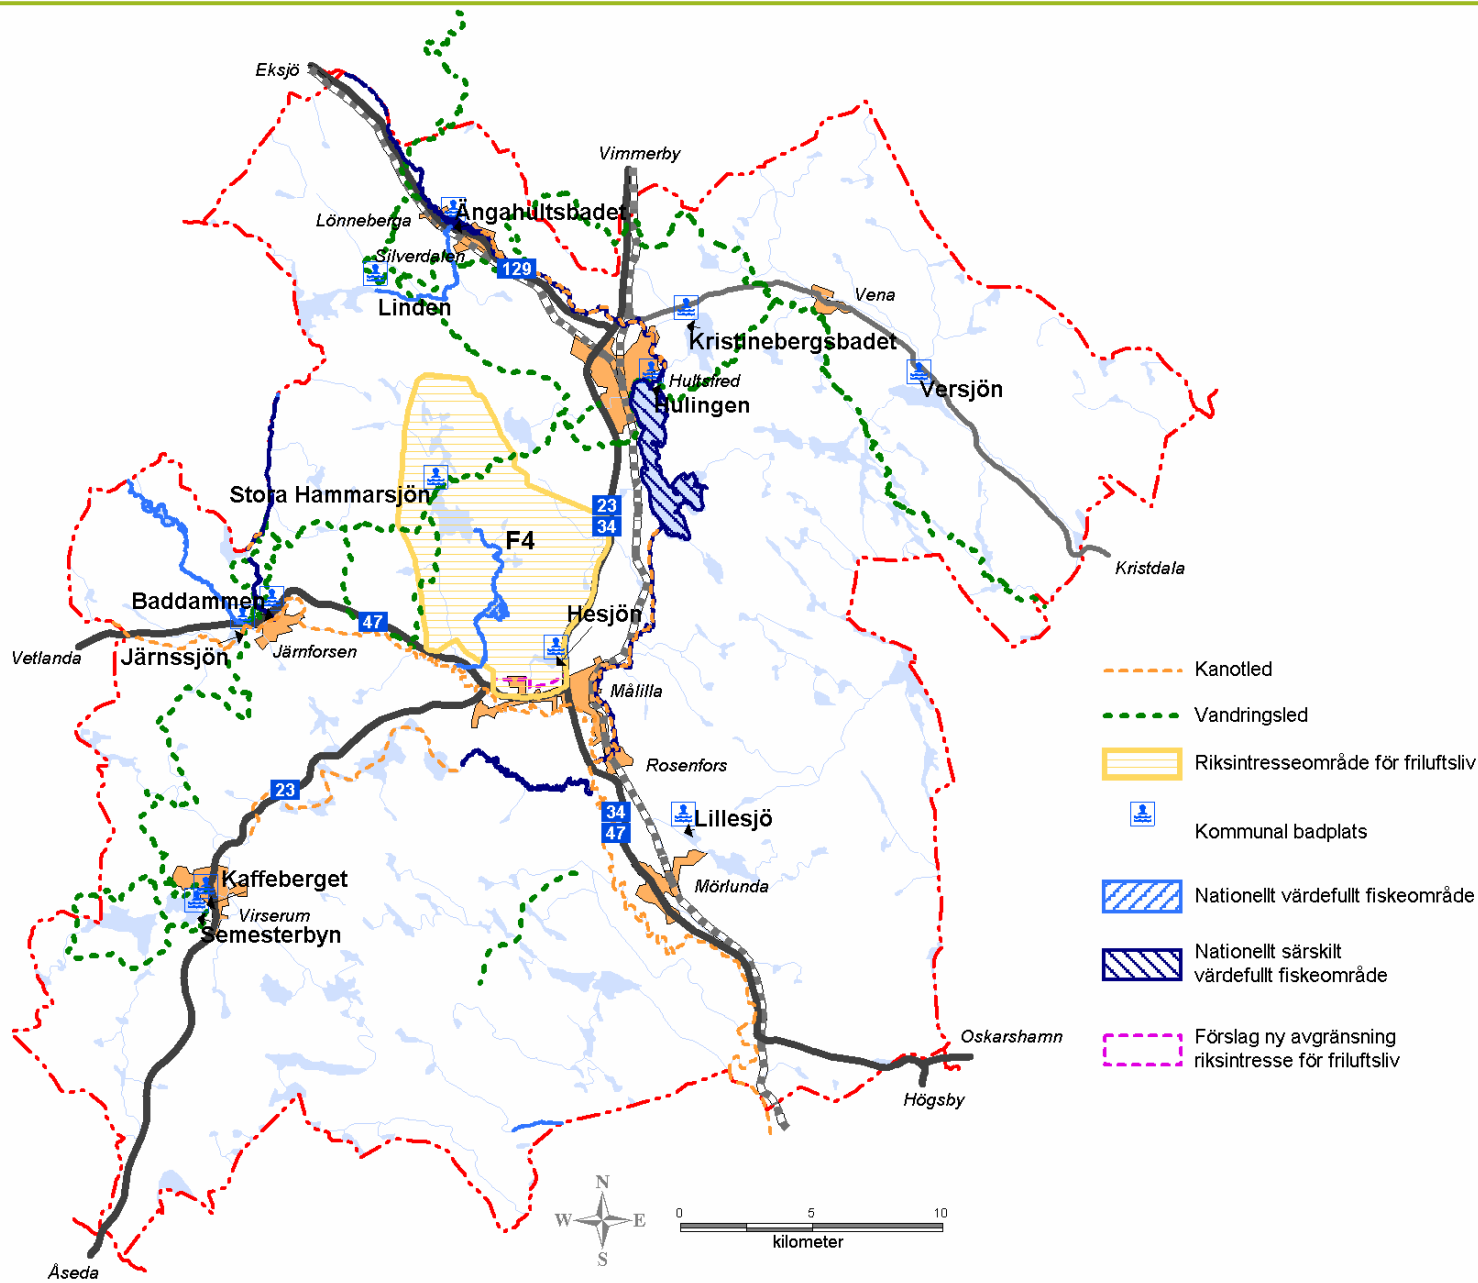 Eksjö
Vimmerby
Lönneberga
Ängahultsbadet
Silverdalen
129
Linden
Vena
Kristinebergsbadet
Hultsfred
Versjön
Hulingen
Stora Hammarsjön
23
34
F4
Kristdala
Baddammen
47
Hesjön
Vetlanda
Järnssjön
Järnforsen
Målilla
Rosenfors
23
34
47
Lillesjö
Kaffeberget
Mörlunda
Virserum
Semesterbyn
Oskarshamn
Högsby
Åseda
Kanotled
Vandringsled
Riksintresseområde för friluftsliv
Kommunal badplats
Nationellt värdefullt fiskeområde
Nationellt särskilt
värdefullt fiskeområde
Förslag ny avgränsning
riksintresse för friluftsliv
N
W E
S
0 5 10
kilometer